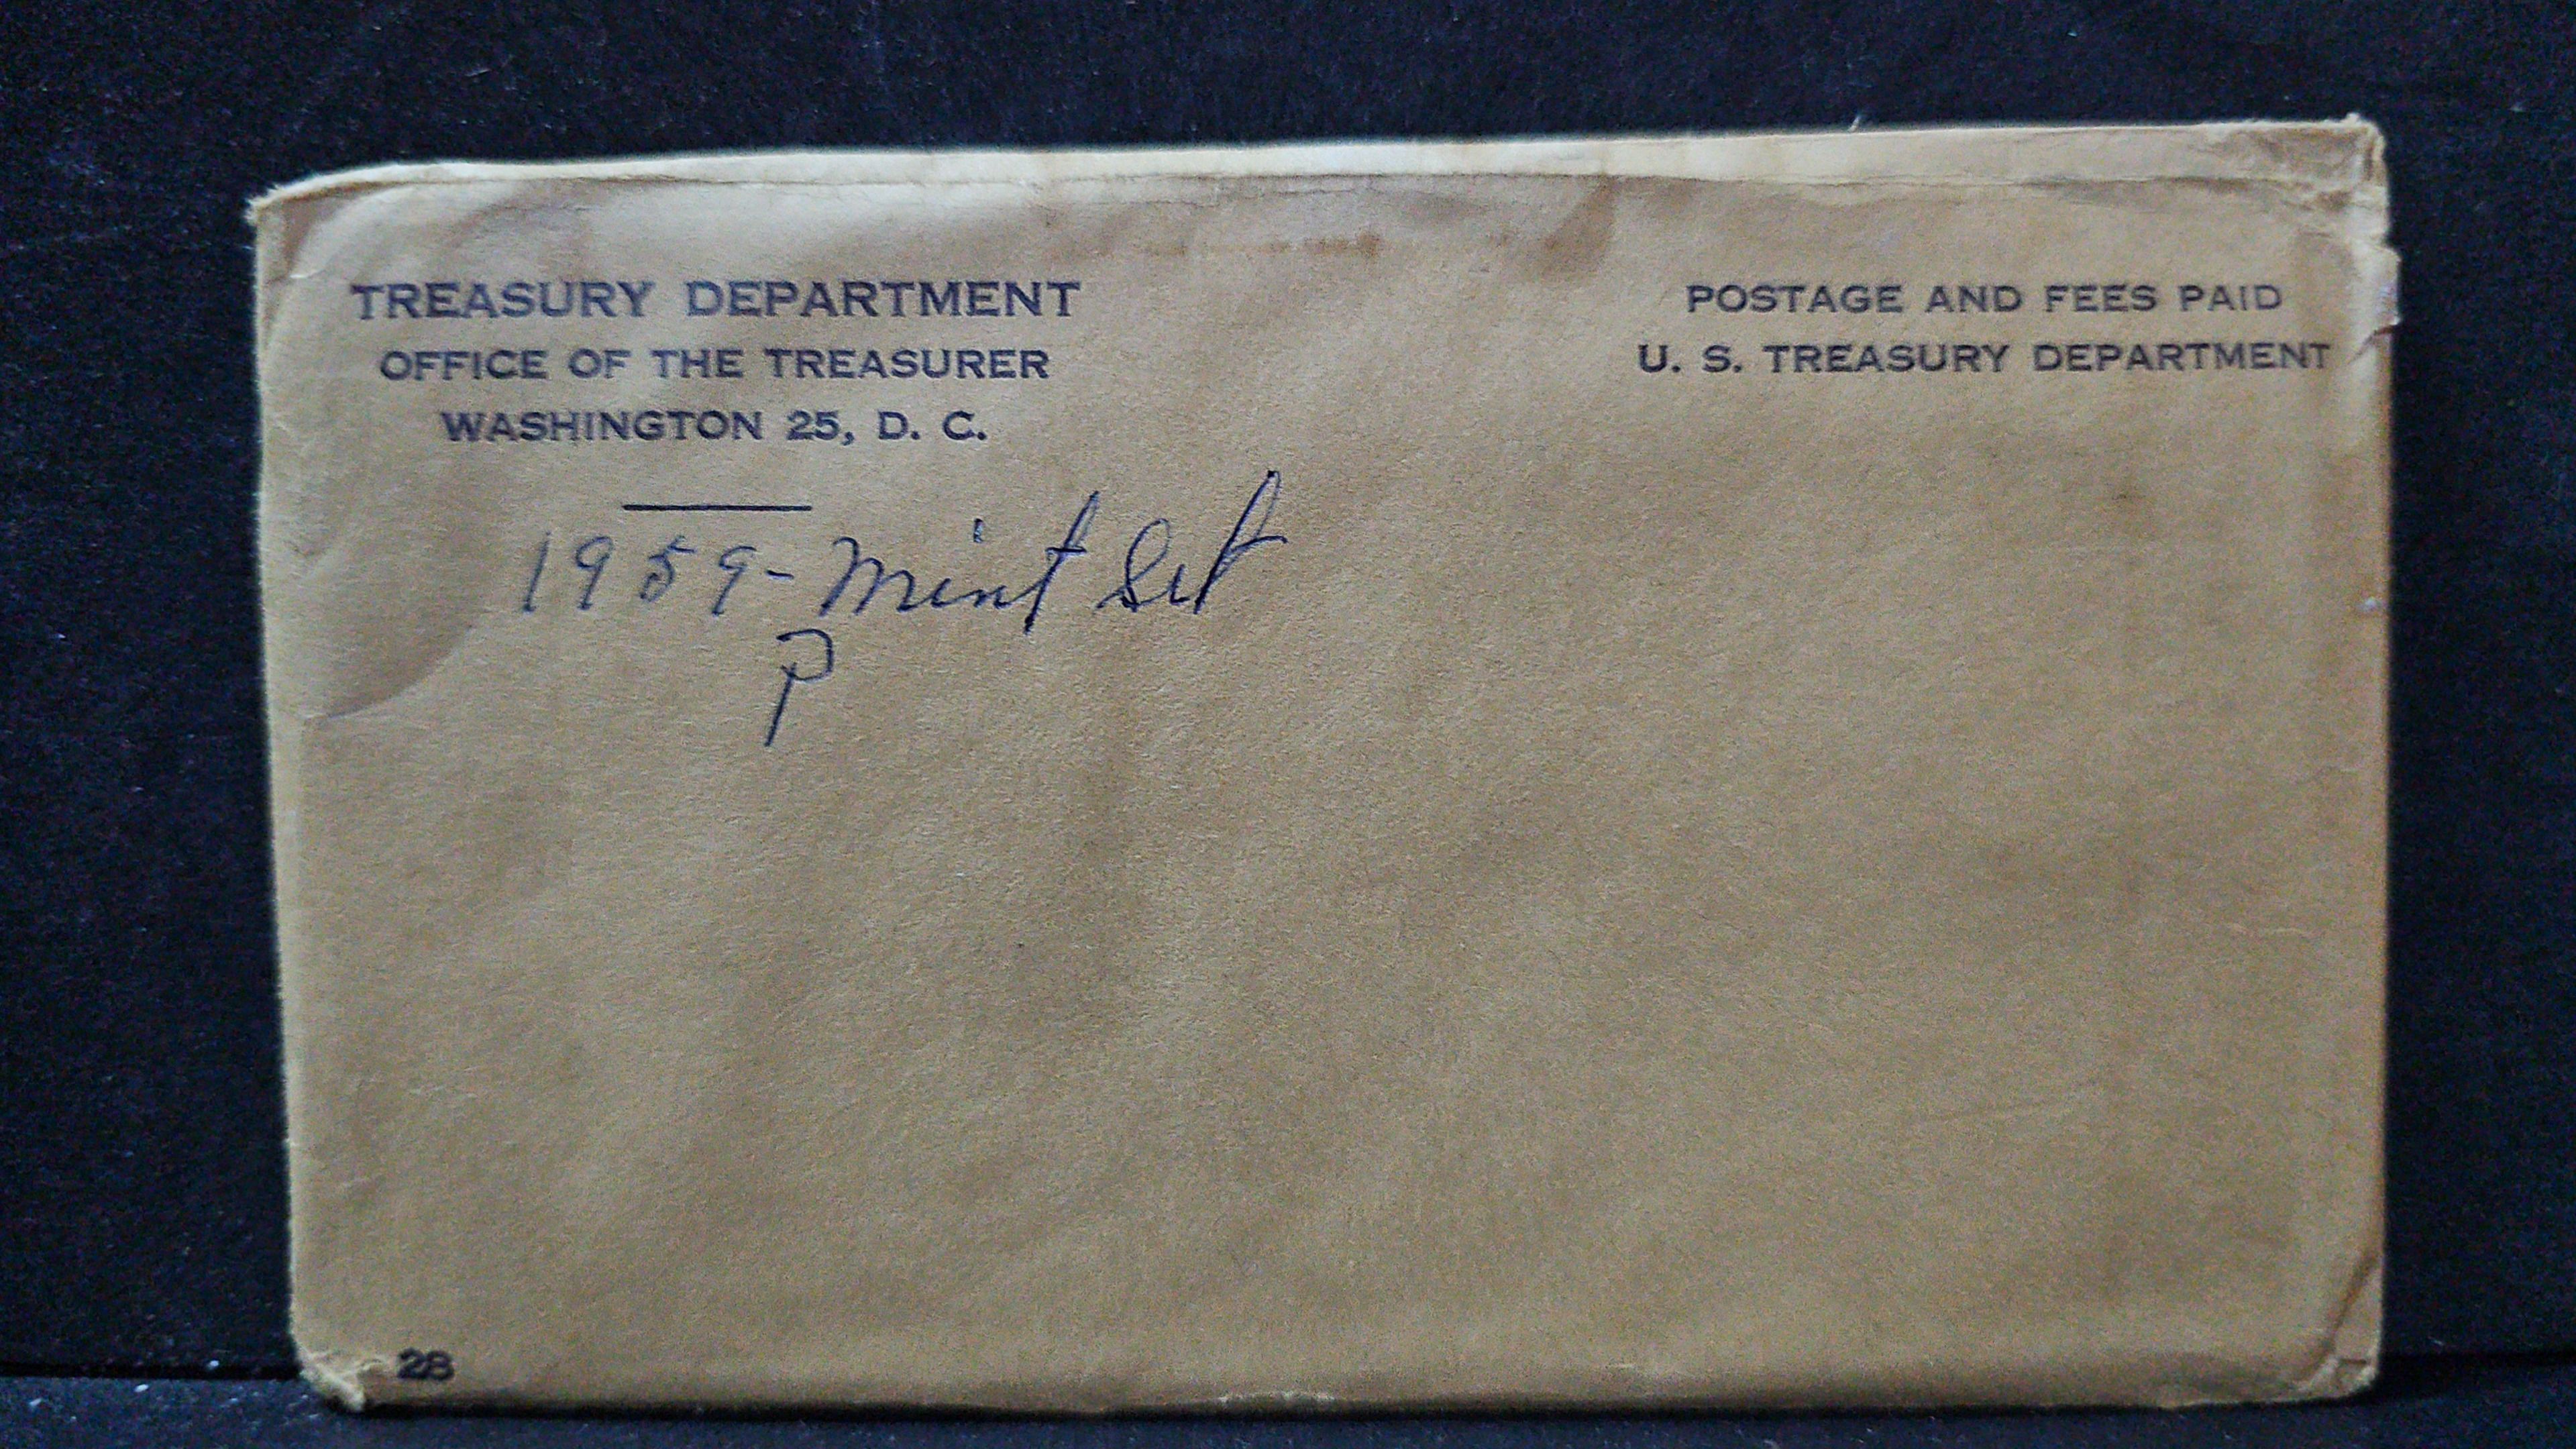 TREASURY DEPARTMENT
OFFICE OF THE TREASURER
WASHINGTON 25, D. C.
POSTAGE AND FEES PAID
U. S. TREASURY DEPARTMENT
1959- Mint Set
P
28